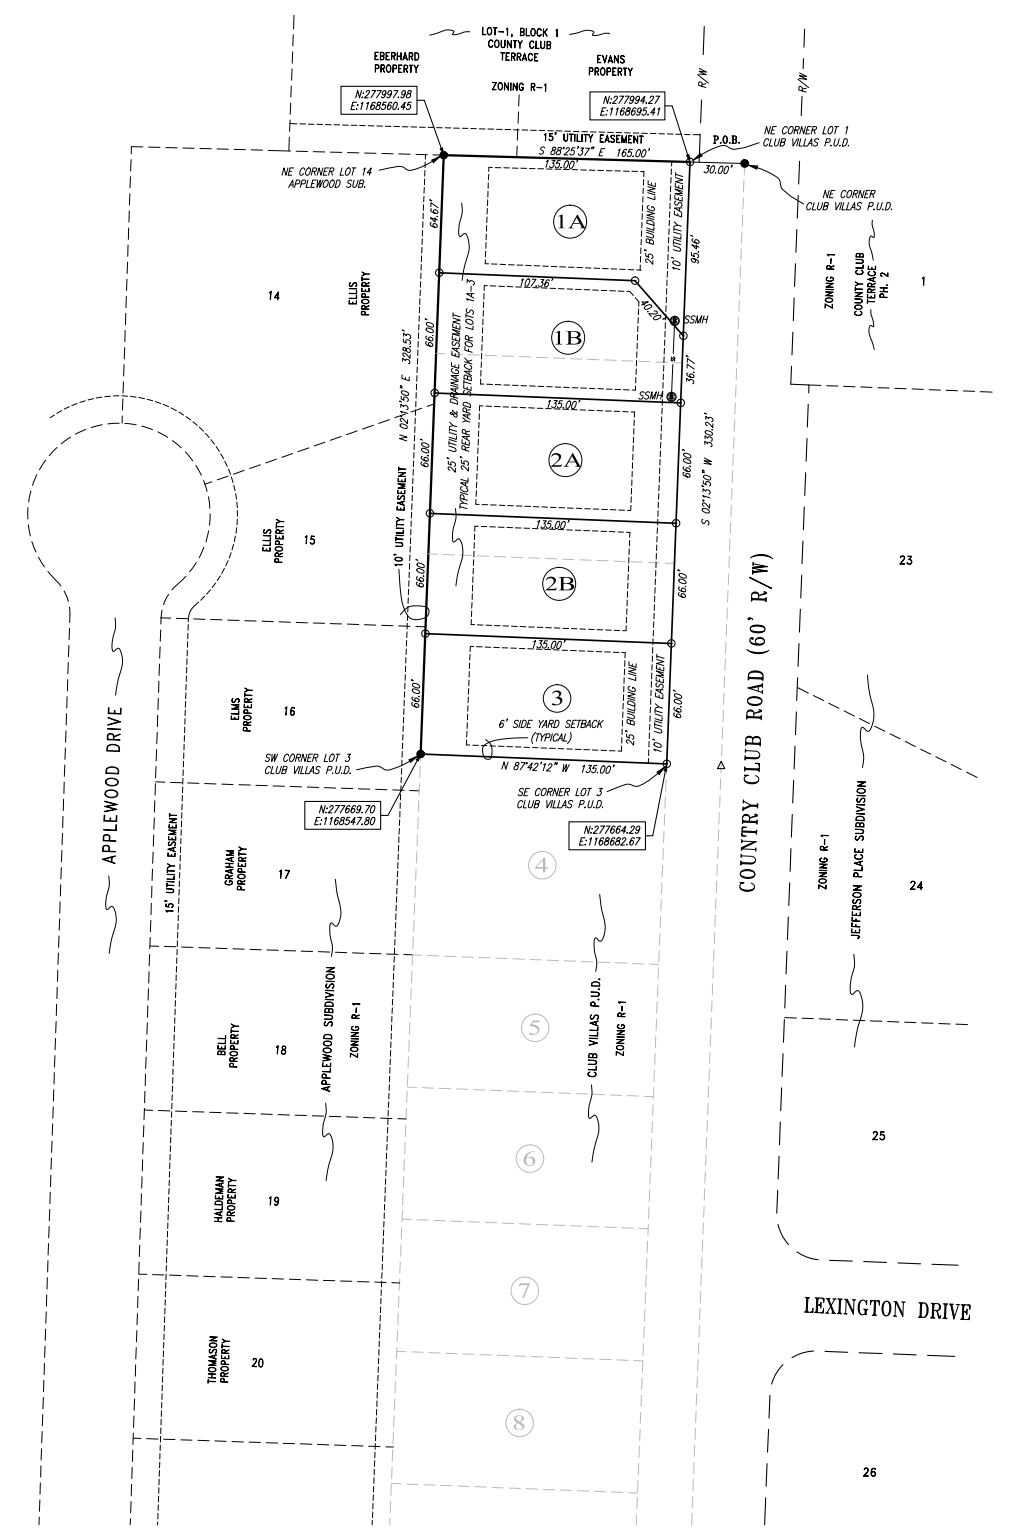 LOT-1, BLOCK 1
COUNTY CLUB
TERRACE
EBERHARD
PROPERTY
EVANS
PROPERTY
ZONING R-1
R/W
R/W
N:277997.98
E:1168560.45
N:277994.27
E:1168695.41
15' UTILITY EASEMENT
S 88°25'37" E 165.00'
135.00'
P.O.B.
30.00'
NE CORNER LOT 1
CLUB VILLAS P.U.D.
NE CORNER LOT 14
APPLEWOOD SUB.
NE CORNER
CLUB VILLAS P.U.D.
64.67'
1A
25' BUILDING LINE
10' UTILITY EASEMENT
95.46'
ZONING R-1
COUNTY CLUB
TERRACE
PH. 2
1
14
ELLIS
PROPERTY
107.36'
40.20'
SSMH
N 02°13'50" E 328.53'
66.00'
25' UTILITY & DRAINAGE EASEMENT
TYPICAL 25' REAR YARD SETBACK FOR LOTS 1A-3
1B
S
36.77'
SSMH
135.00'
S 02°13'50" W 330.23'
66.00'
2A
66.00'
10' UTILITY EASEMENT
135.00'
ELLIS
PROPERTY
15
66.00'
2B
66.00'
23
135.00'
ELMS
PROPERTY
16
66.00'
3
6' SIDE YARD SETBACK
(TYPICAL)
25' BUILDING LINE
10' UTILITY EASEMENT
66.00'
SW CORNER LOT 3
CLUB VILLAS P.U.D.
N 87°42'12" W 135.00'
SE CORNER LOT 3
CLUB VILLAS P.U.D.
N:277669.70
E:1168547.80
N:277664.29
E:1168682.67
COUNTRY CLUB ROAD (60' R/W)
APPLEWOOD DRIVE
15' UTILITY EASEMENT
GRAHAM
PROPERTY
17
4
ZONING R-1
JEFFERSON PLACE SUBDIVISION
24
BELL
PROPERTY
18
APPLEWOOD SUBDIVISION
ZONING R-1
5
CLUB VILLAS P.U.D.
ZONING R-1
25
6
HALDEMAN
PROPERTY
19
7
LEXINGTON DRIVE
THOMASON
PROPERTY
20
8
26